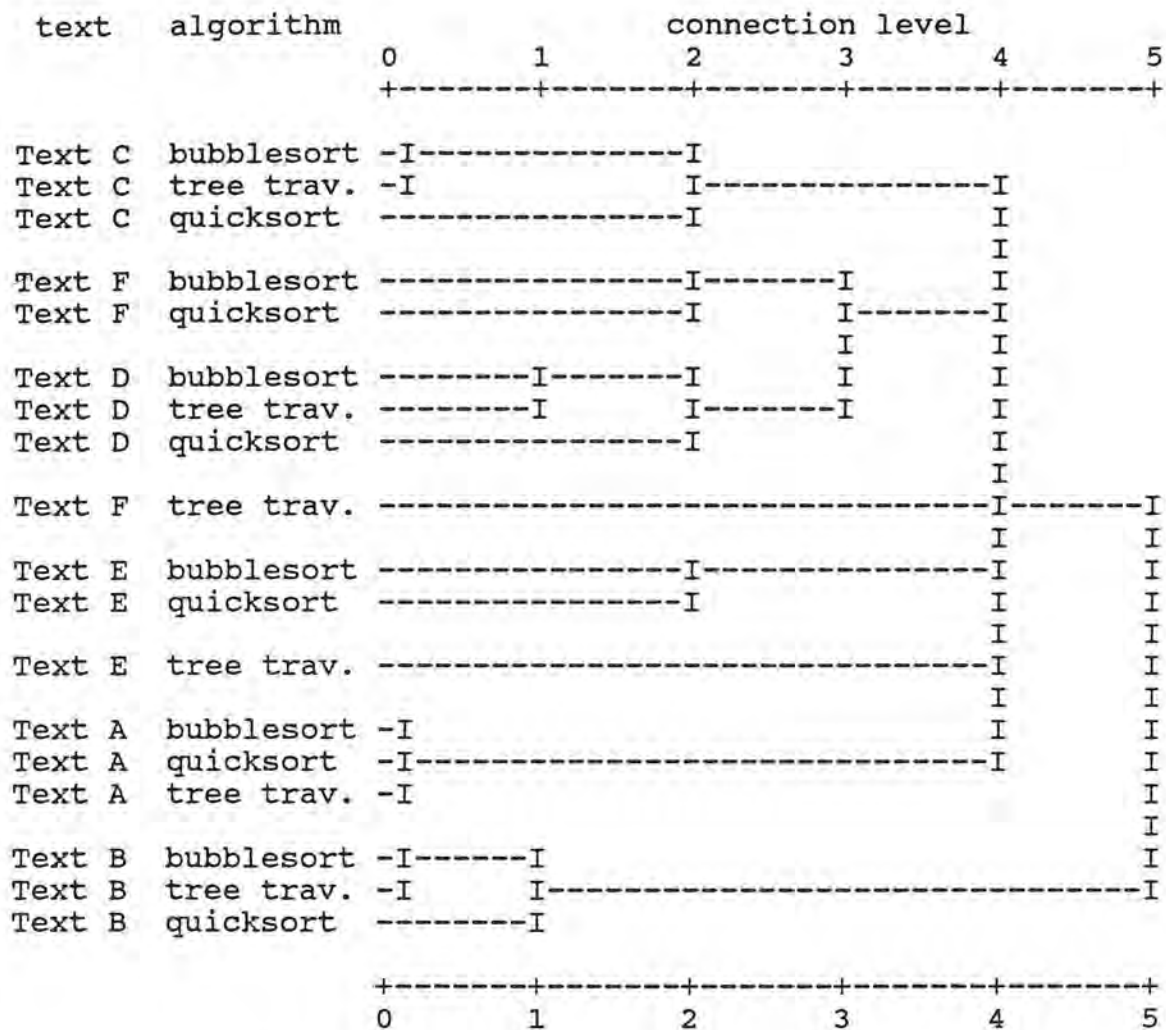 text    algorithm                    connection level
                        0         1         2         3         4         5
                        +---------+---------+---------+---------+---------+
Text C  bubblesort -I------------------I
Text C  tree trav. -I                  I-------------------I
Text C  quicksort  --------------------I                   I
                                                           I
Text F  bubblesort --------------------I---------I         I
Text F  quicksort  --------------------I         I---------I
                                                 I         I
Text D  bubblesort ----------I---------I         I         I
Text D  tree trav. ----------I         I---------I         I
Text D  quicksort  --------------------I                   I
                                                           I
Text F  tree trav. ----------------------------------------I---------I
                                                           I         I
Text E  bubblesort --------------------I-------------------I         I
Text E  quicksort  --------------------I                   I         I
                                                           I         I
Text E  tree trav. ----------------------------------------I         I
                                                           I         I
Text A  bubblesort -I                                      I         I
Text A  quicksort  -I--------------------------------------I         I
Text A  tree trav. -I                                                I
                                                                     I
Text B  bubblesort -I--------I                                       I
Text B  tree trav. -I        I---------------------------------------I
Text B  quicksort  ----------I
                        +---------+---------+---------+---------+---------+
                        0         1         2         3         4         5